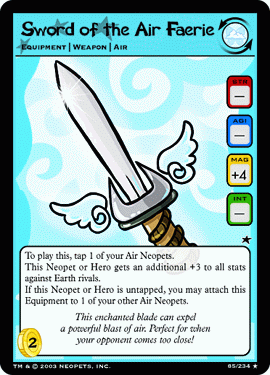 Sword of the Air Faerie
Equipment | Weapon | Air
STR
–
AGI
–
MAG
+4
INT
–
To play this, tap 1 of your Air Neopets.
This Neopet or Hero gets an additional +3 to all stats
against Earth rivals.
If this Neopet or Hero is untapped, you may attach this
Equipment to 1 of your other Air Neopets.
This enchanted blade can expel
a powerful blast of air. Perfect for when
your opponent comes too close!
2
TM & © 2003 NEOPETS, INC.
85/234 ★